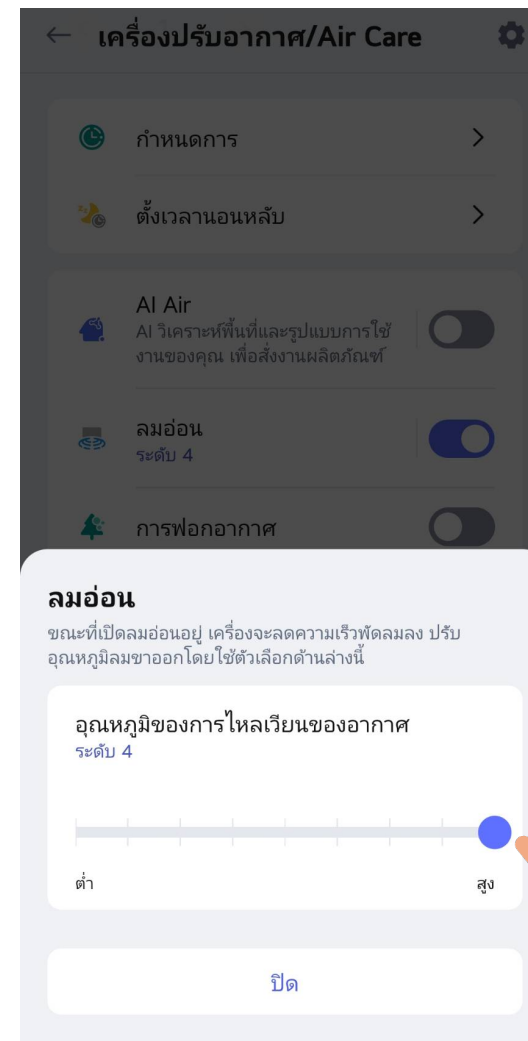 เครื่องปรับอากาศ/Air Care
กำหนดการ
ตั้งเวลานอนหลับ
AI Air
AI วิเคราะห์พื้นที่และรูปแบบการใช้
งานของคุณ เพื่อสั่งงานผลิตภัณฑ์
ลมอ่อน
ระดับ 4
การฟอกอากาศ
ลมอ่อน
ขณะที่เปิดลมอ่อนอยู่ เครื่องจะลดความเร็วพัดลมลง ปรับ
อุณหภูมิลมขาออกโดยใช้ตัวเลือกด้านล่างนี้
อุณหภูมิของการไหลเวียนของอากาศ
ระดับ 4
ต่ำ
สูง
ปิด